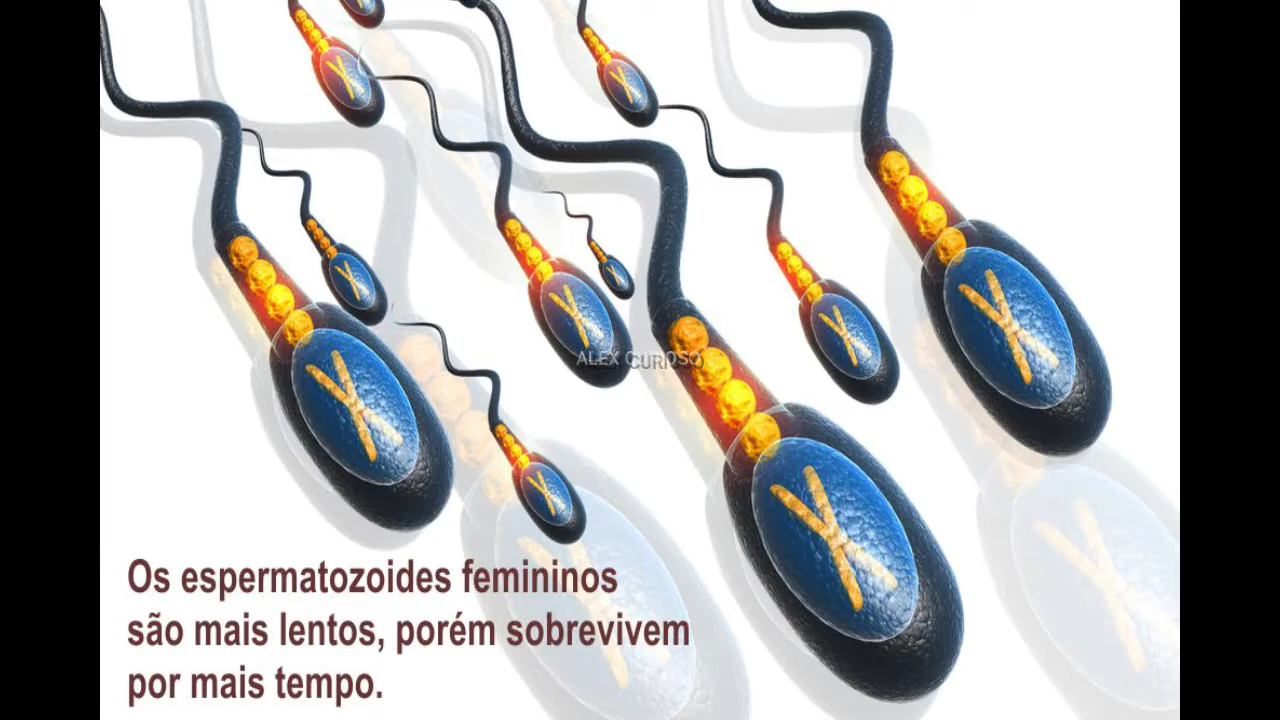 ALEX CURIOSO
Os espermatozoides femininos
são mais lentos, porém sobrevivem
por mais tempo.